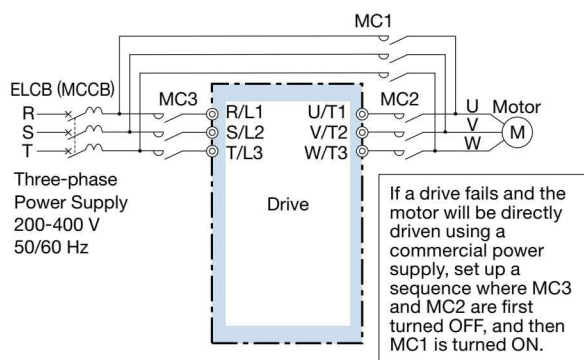 MC1
ELCB (MCCB)
MC3
MC2
R
R/L1
U/T1
U
Motor
S
S/L2
V/T2
V
M
T
T/L3
W/T3
W
Three-phase
Power Supply
200-400 V
50/60 Hz
Drive
If a drive fails and the
motor will be directly
driven using a
commercial power
supply, set up a
sequence where MC3
and MC2 are first
turned OFF, and then
MC1 is turned ON.